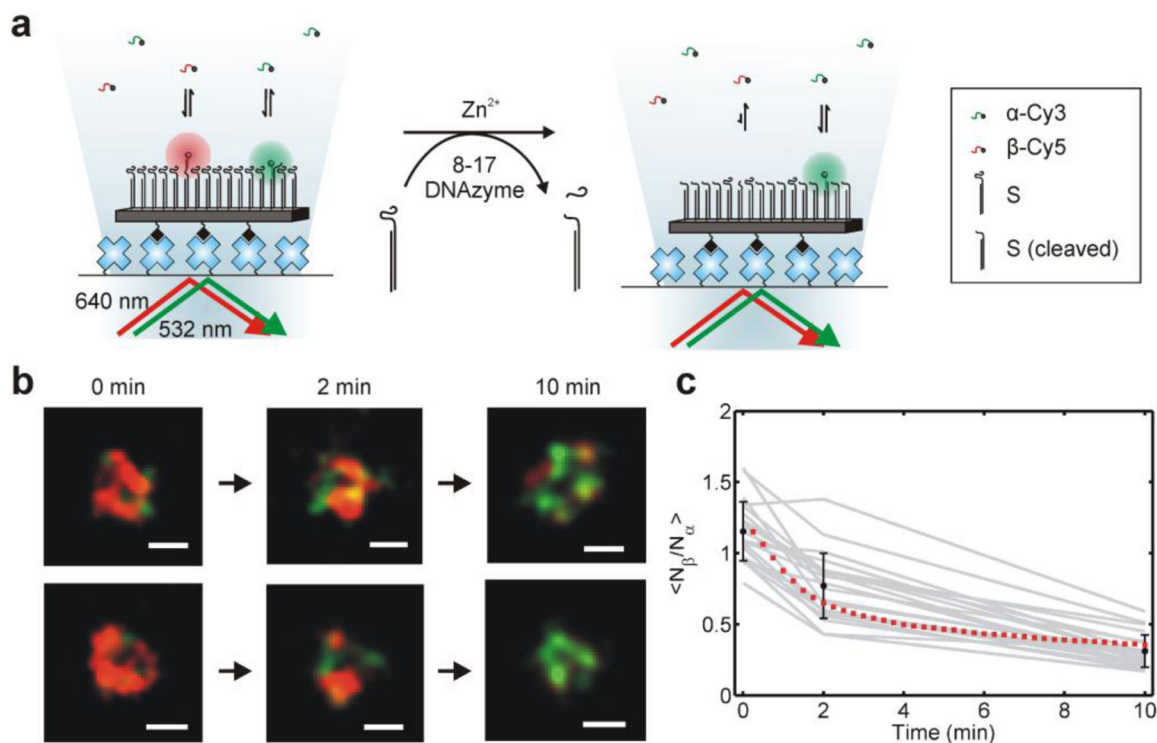 a
Zn2+
8-17
DNAzyme
640 nm
532 nm
α-Cy3
β-Cy5
S
S (cleaved)
b
0 min
2 min
10 min
c
<Nβ/Nα>
2
1.5
1
0.5
0
0 2 4 6 8 10
Time (min)